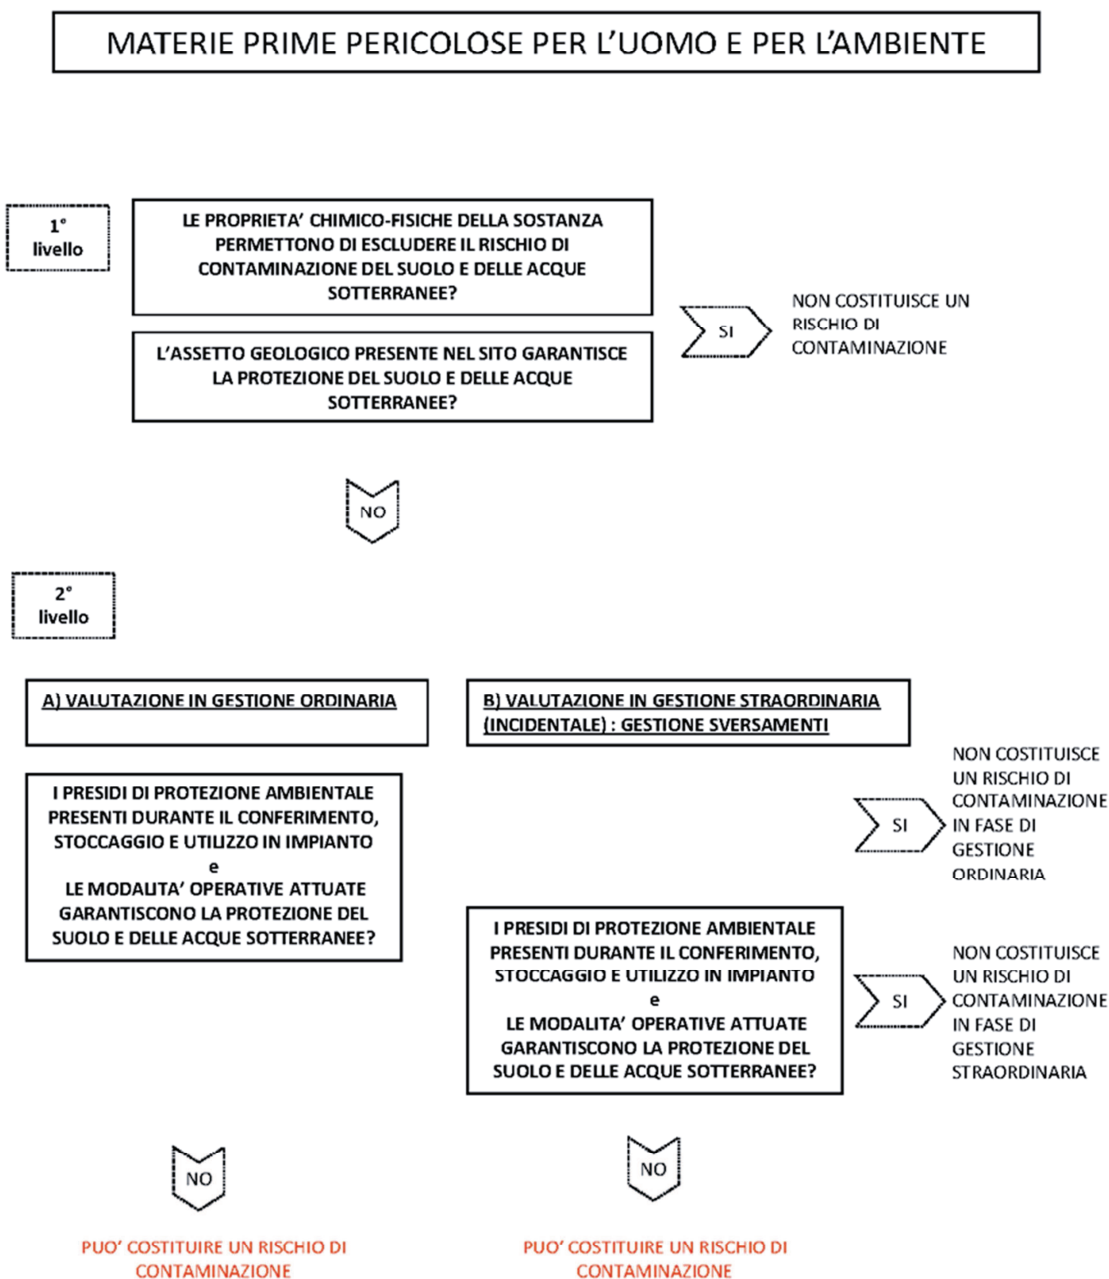 MATERIE PRIME PERICOLOSE PER L'UOMO E PER L'AMBIENTE
1°
livello
LE PROPRIETA' CHIMICO-FISICHE DELLA SOSTANZA
PERMETTONO DI ESCLUDERE IL RISCHIO DI
CONTAMINAZIONE DEL SUOLO E DELLE ACQUE
SOTTERRANEE?
L'ASSETTO GEOLOGICO PRESENTE NEL SITO GARANTISCE
LA PROTEZIONE DEL SUOLO E DELLE ACQUE
SOTTERRANEE?
SI
NON COSTITUISCE UN
RISCHIO DI
CONTAMINAZIONE
NO
2°
livello
A) VALUTAZIONE IN GESTIONE ORDINARIA
B) VALUTAZIONE IN GESTIONE STRAORDINARIA
(INCIDENTALE) : GESTIONE SVERSAMENTI
I PRESIDI DI PROTEZIONE AMBIENTALE
PRESENTI DURANTE IL CONFERIMENTO,
STOCCAGGIO E UTILIZZO IN IMPIANTO
e
LE MODALITA' OPERATIVE ATTUATE
GARANTISCONO LA PROTEZIONE DEL
SUOLO E DELLE ACQUE SOTTERRANEE?
SI
NON COSTITUISCE
UN RISCHIO DI
CONTAMINAZIONE
IN FASE DI
GESTIONE
ORDINARIA
I PRESIDI DI PROTEZIONE AMBIENTALE
PRESENTI DURANTE IL CONFERIMENTO,
STOCCAGGIO E UTILIZZO IN IMPIANTO
e
LE MODALITA' OPERATIVE ATTUATE
GARANTISCONO LA PROTEZIONE DEL
SUOLO E DELLE ACQUE SOTTERRANEE?
SI
NON COSTITUISCE
UN RISCHIO DI
CONTAMINAZIONE
IN FASE DI
GESTIONE
STRAORDINARIA
NO
NO
PUO' COSTITUIRE UN RISCHIO DI
CONTAMINAZIONE
PUO' COSTITUIRE UN RISCHIO DI
CONTAMINAZIONE